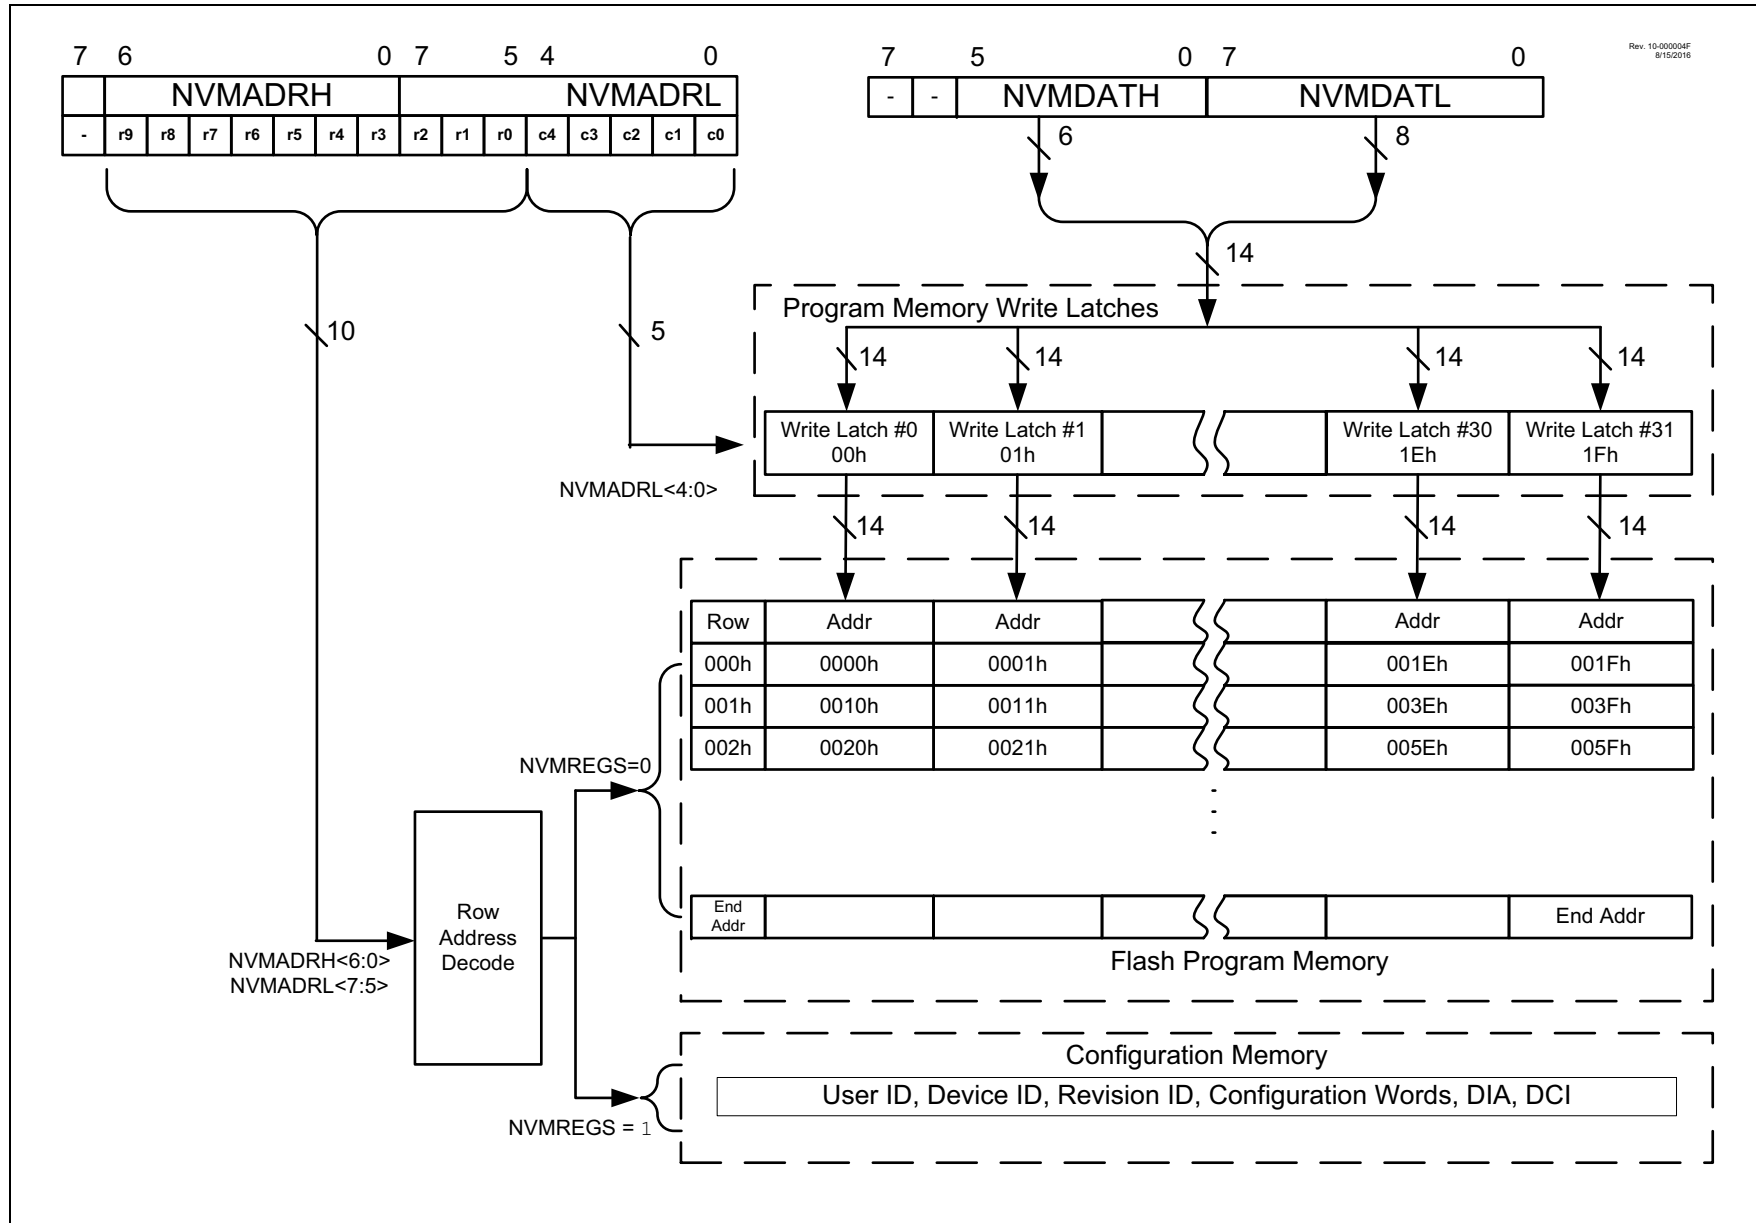 Rev. 10-000004F
8/15/2016
7 6 0 7 5 4 0
NVMADRH NVMADRL
- r9 r8 r7 r6 r5 r4 r3 r2 r1 r0 c4 c3 c2 c1 c0
7 5 0 7 0
- - NVMDATH NVMDATL
6 8
14
10 5
Program Memory Write Latches
14 14 14 14
Write Latch #0 Write Latch #1 Write Latch #30 Write Latch #31
00h 01h 1Eh 1Fh
NVMADRL<4:0>
14 14 14 14
Row Addr Addr Addr Addr
000h 0000h 0001h 001Eh 001Fh
001h 0010h 0011h 003Eh 003Fh
002h 0020h 0021h 005Eh 005Fh
NVMREGS=0
End
Addr
End Addr
Flash Program Memory
Row
Address
Decode
NVMADRH<6:0>
NVMADRL<7:5>
Configuration Memory
User ID, Device ID, Revision ID, Configuration Words, DIA, DCI
NVMREGS = 1